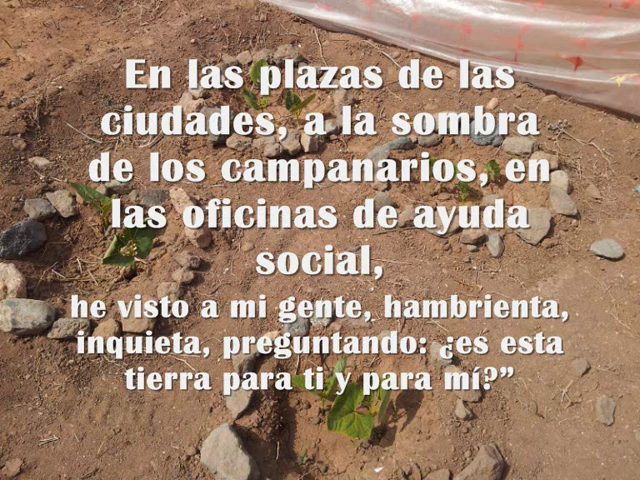 En las plazas de las
ciudades, a la sombra
de los campanarios, en
las oficinas de ayuda
social,
he visto a mi gente, hambrienta,
inquieta, preguntando: ¿es esta
tierra para ti y para mí?”